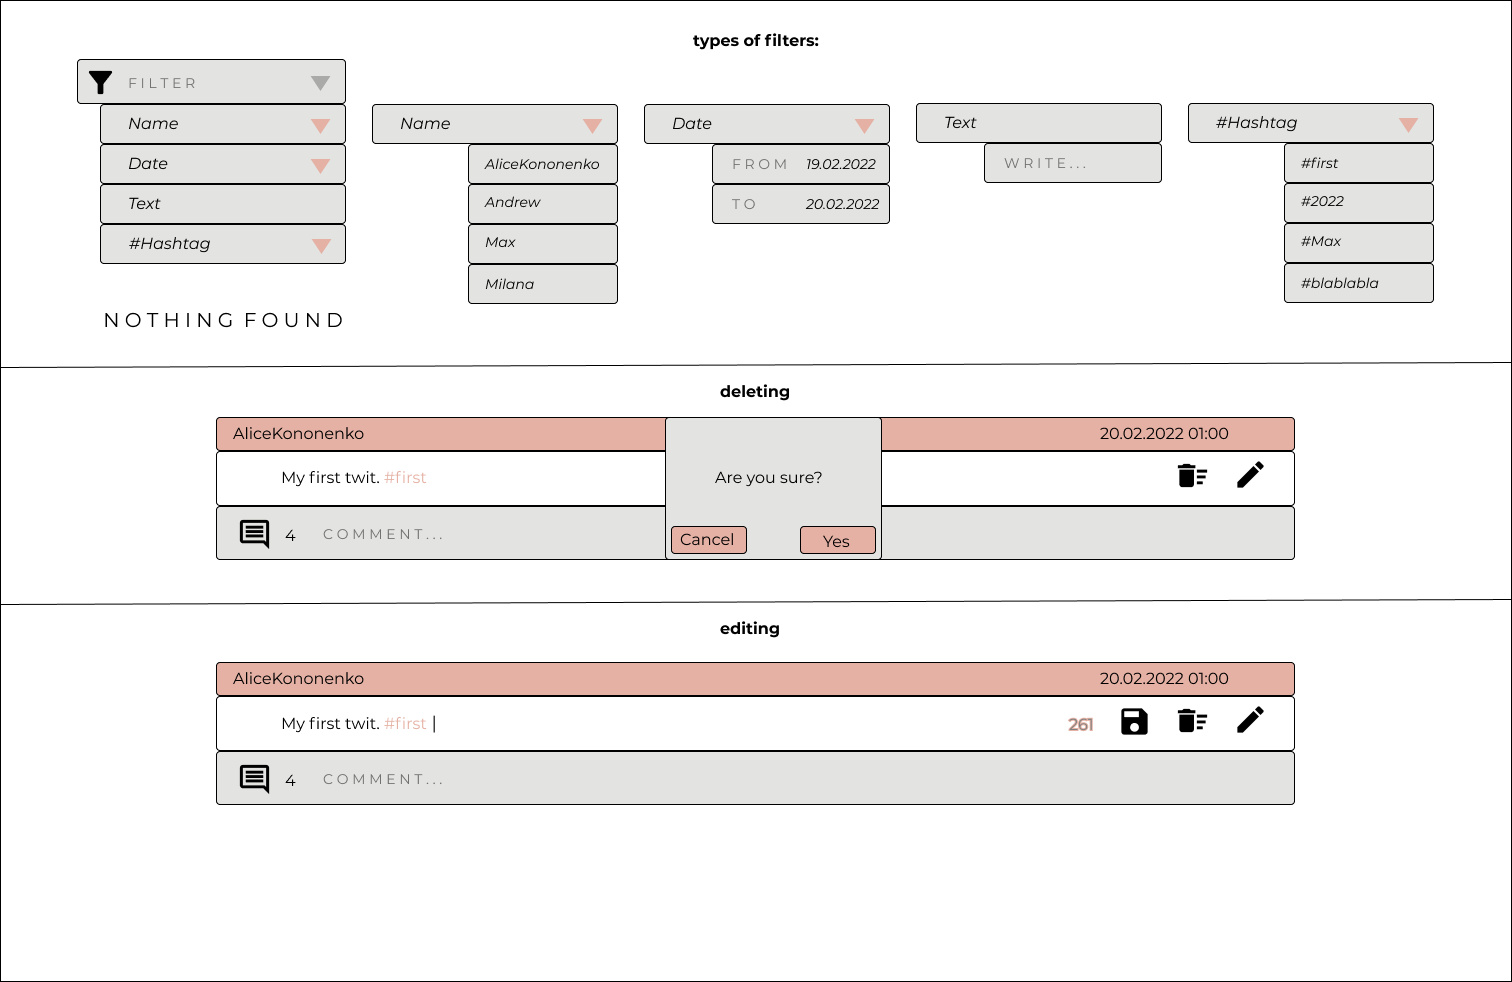 types of filters:
FILTER
Name
Date
Text
#Hashtag
NOTHING FOUND
Name
AliceKononenko
Andrew
Max
Milana
Date
FROM 19.02.2022
TO 20.02.2022
Text
WRITE...
#Hashtag
#first
#2022
#Max
#blablabla
deleting
AliceKononenko 20.02.2022 01:00
My first twit. #first
4 COMMENT...
Are you sure?
Cancel Yes
editing
AliceKononenko 20.02.2022 01:00
My first twit. #first 261
4 COMMENT...